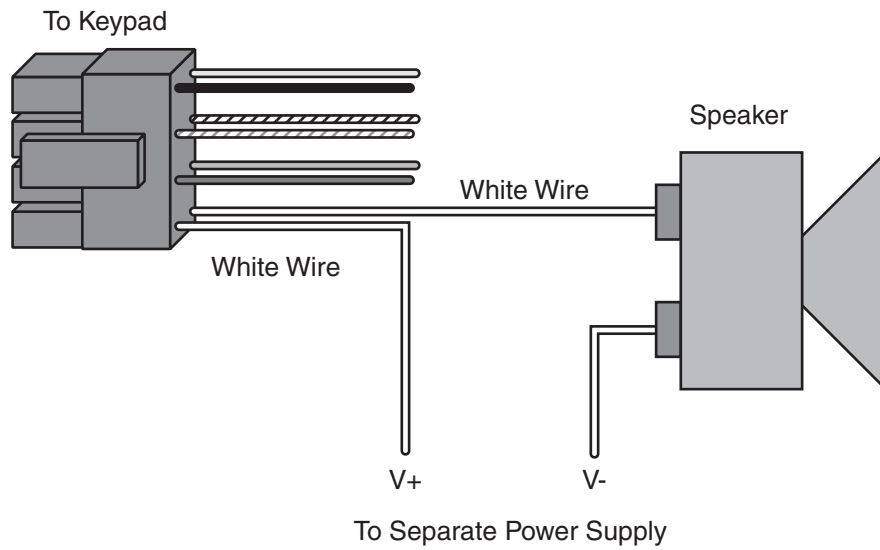 To Keypad
Speaker
White Wire
White Wire
V+
V-
To Separate Power Supply